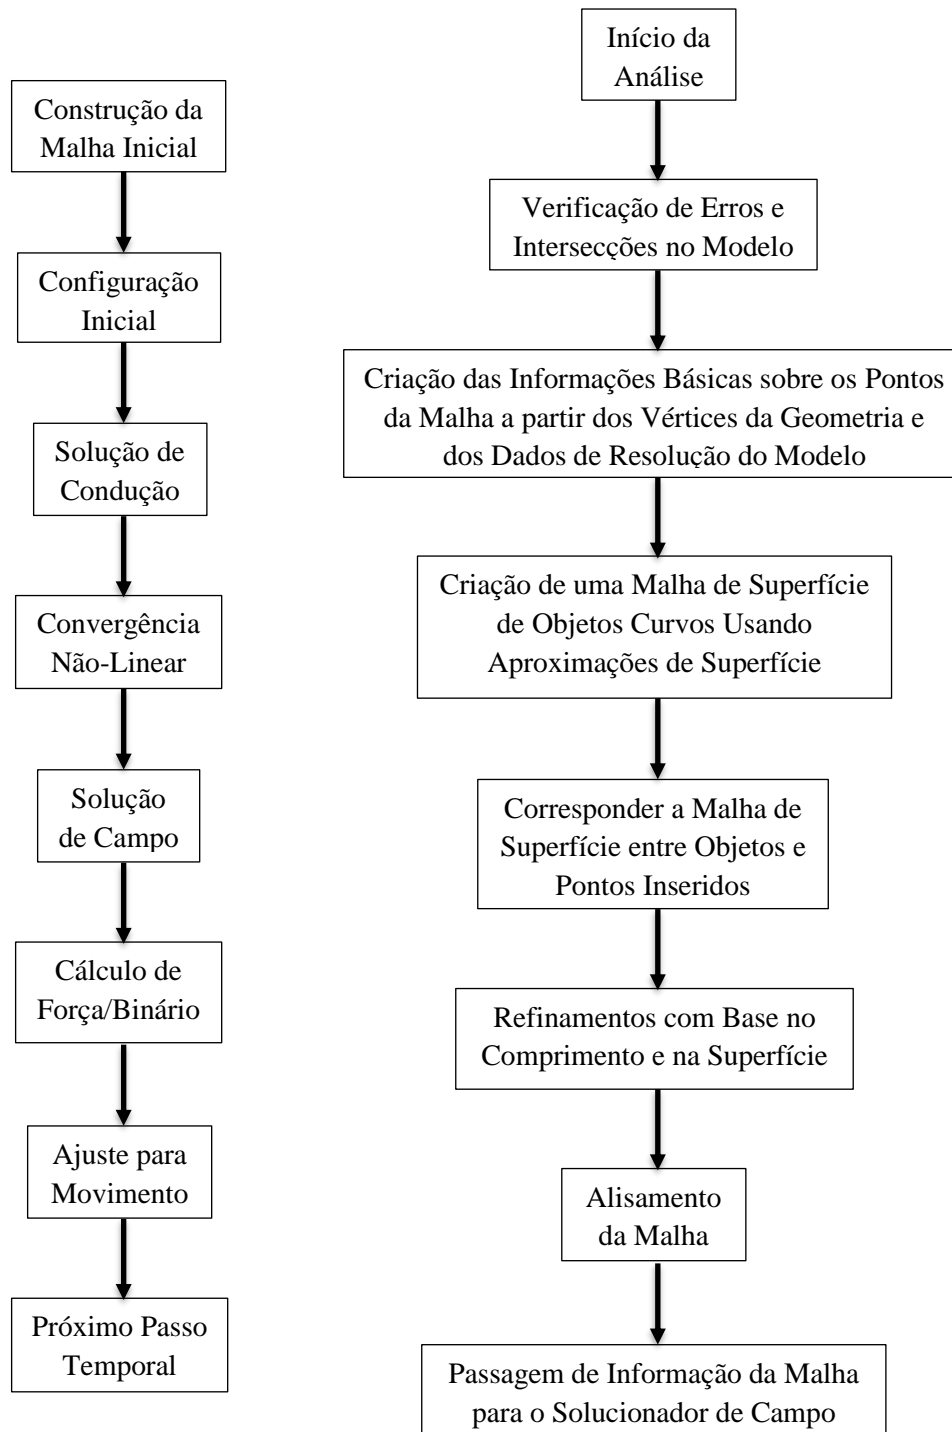 Construção da
Malha Inicial
Configuração
Inicial
Solução de
Condução
Convergência
Não-Linear
Solução
de Campo
Cálculo de
Força/Binário
Ajuste para
Movimento
Próximo Passo
Temporal
Início da
Análise
Verificação de Erros e
Intersecções no Modelo
Criação das Informações Básicas sobre os Pontos
da Malha a partir dos Vértices da Geometria e
dos Dados de Resolução do Modelo
Criação de uma Malha de Superfície
de Objetos Curvos Usando
Aproximações de Superfície
Corresponder a Malha de
Superfície entre Objetos e
Pontos Inseridos
Refinamentos com Base no
Comprimento e na Superfície
Alisamento
da Malha
Passagem de Informação da Malha
para o Solucionador de Campo